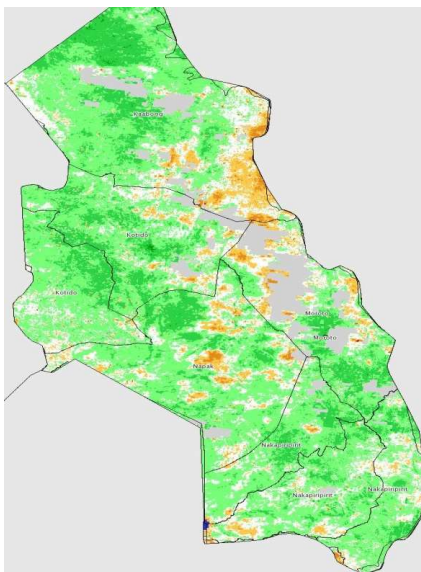 Kaabong
Kotido
Kotido
Moroto
Moroto
Napak
Nakapiripirit
Nakapiripirit
Nakapiripirit